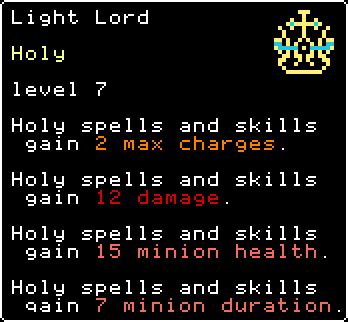 Light Lord
Holy
level 7
Holy spells and skills
gain 2 max charges.
Holy spells and skills
gain 12 damage.
Holy spells and skills
gain 15 minion health.
Holy spells and skills
gain 7 minion duration.